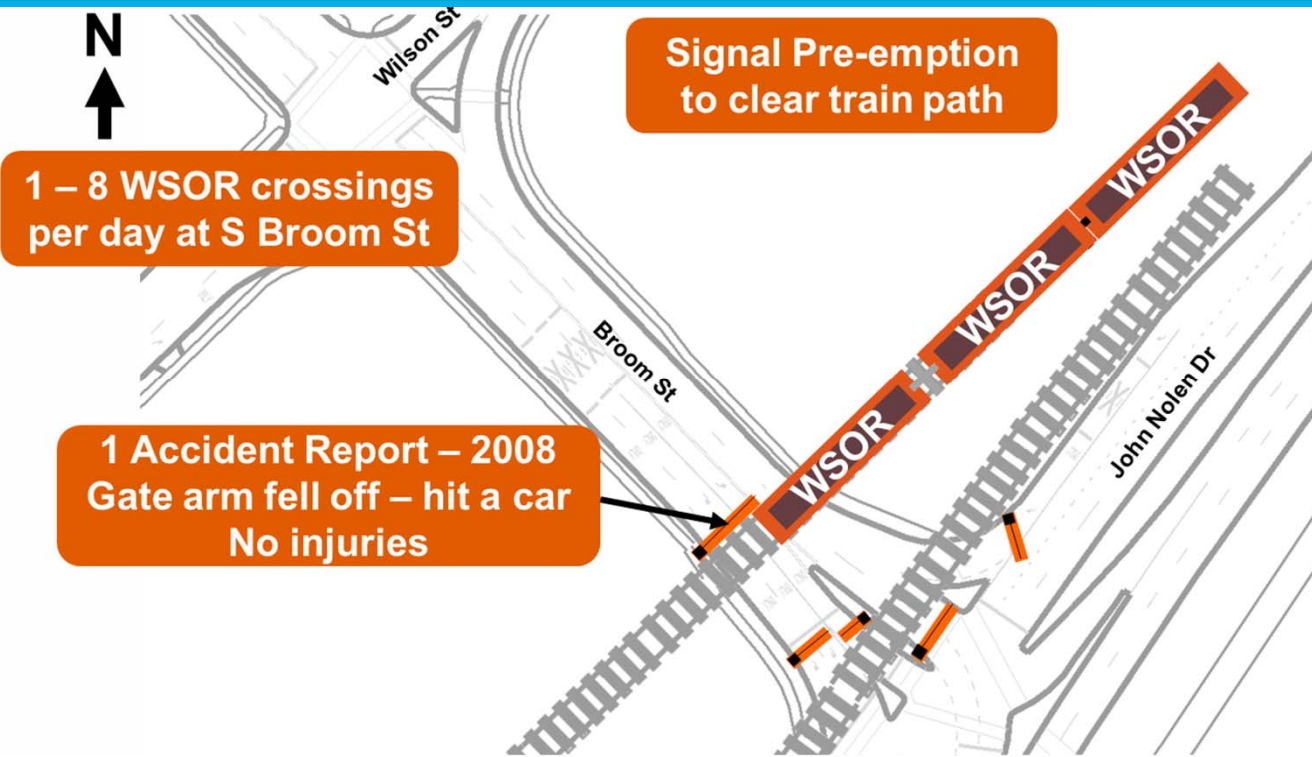 N
Wilson St
Signal Pre-emption
to clear train path
1 – 8 WSOR crossings
per day at S Broom St
WSOR
WSOR
WSOR
Broom St
John Nolen Dr
1 Accident Report – 2008
Gate arm fell off – hit a car
No injuries